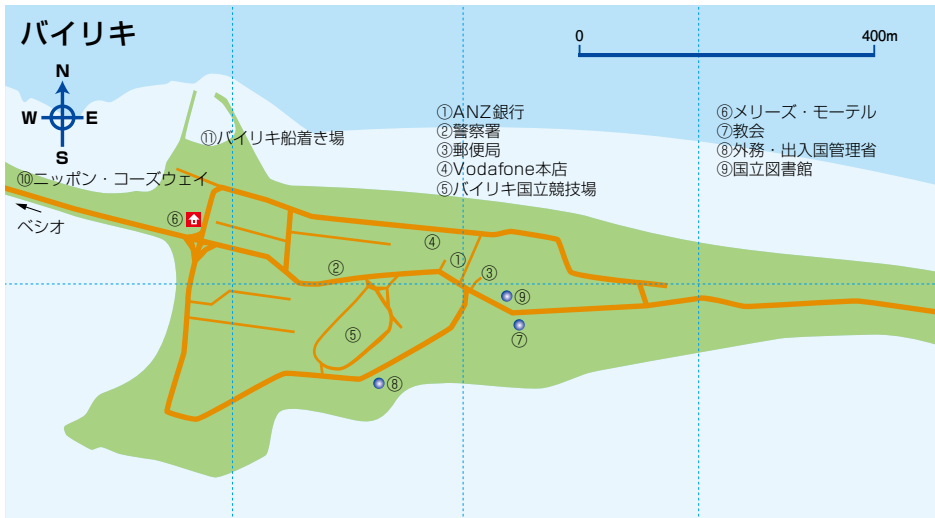 バイリキ
0 400m
N
W E
S
①ANZ銀行
②警察署
③郵便局
④Vodafone本店
⑤バイリキ国立競技場
⑥メリーズ・モーテル
⑦教会
⑧外務・出入国管理省
⑨国立図書館
⑪バイリキ船着き場
⑩ニッポン・コーズウェイ
⑥
ベシオ
④
①
②
③
⑨
⑤
⑦
⑧